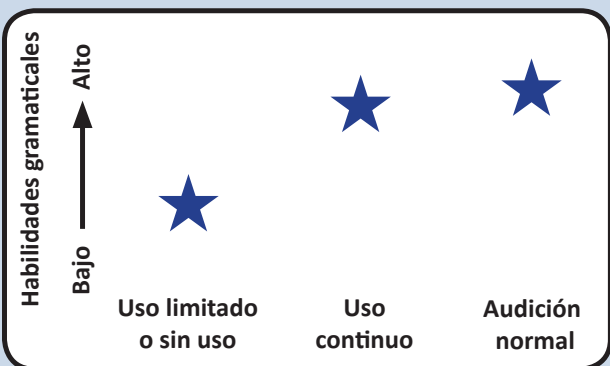 Habilidades gramaticales
Alto
Bajo
Uso limitado
o sin uso
Uso
continuo
Audición
normal